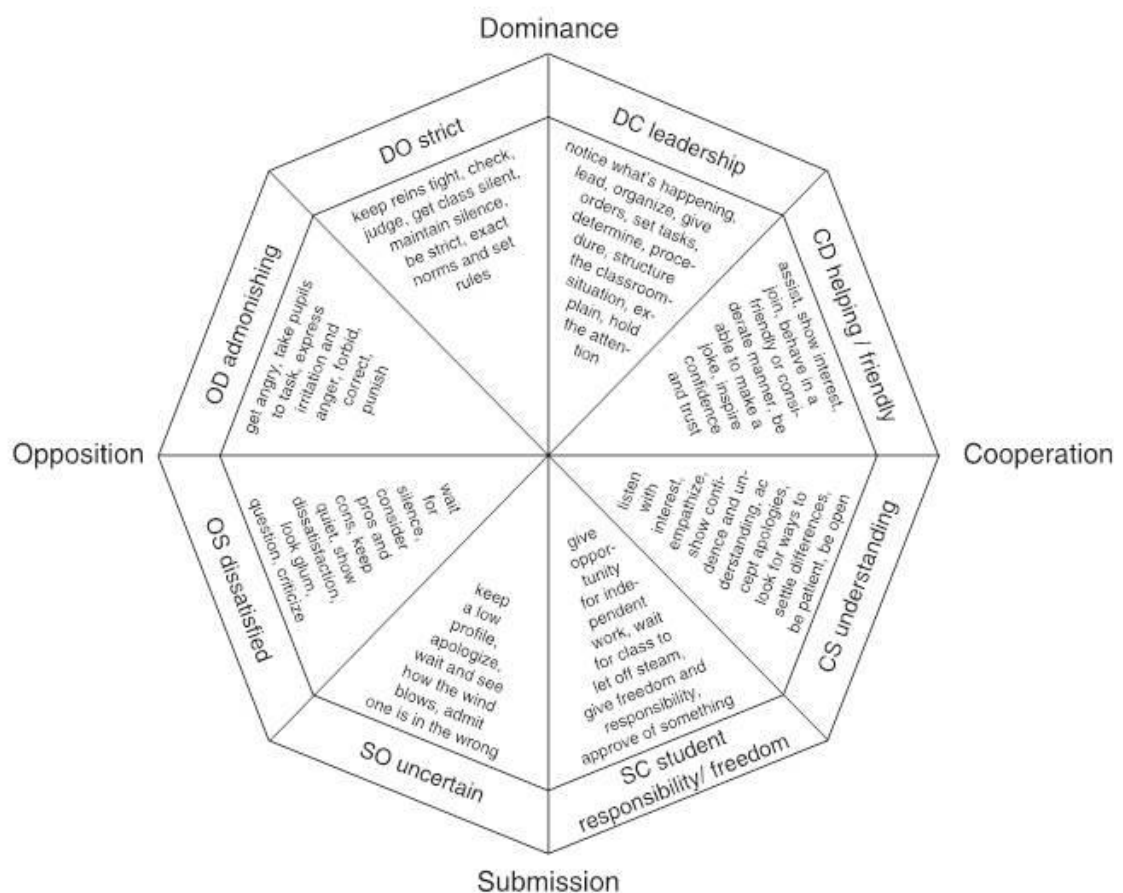 Dominance
DO strict
keep reins tight, check,
judge, get class silent,
maintain silence,
be strict, exact
norms and set
rules
DC leadership
notice what's happening,
lead, organize, give
orders, set tasks,
determine, proce-
dure, structure
the classroom-
situation, ex-
plain, hold
the atten-
tion
CD helping / friendly
assist, show interest,
join, behave in a
friendly or consi-
derate manner, be
able to make a
joke, inspire
confidence
and trust
OD admonishing
get angry, take pupils
to task, express
irritation and
anger, forbid,
correct,
punish
Opposition
Cooperation
OS dissatisfied
wait
for
silence,
consider
pros and
cons, keep
quiet, show
dissatisfaction,
look glum,
question, criticize
SO uncertain
keep
a low
profile,
apologize,
wait and see
how the wind
blows, admit
one is in the wrong
SC student
responsibility/ freedom
give
oppor-
tunity
for inde-
pendent
work, wait
for class to
let off steam,
give freedom and
responsibility,
approve of something
CS understanding
listen
with
interest,
empathize,
show confi-
dence and un-
derstanding, ac
cept apologies,
look for ways to
settle differences,
be patient, be open
Submission